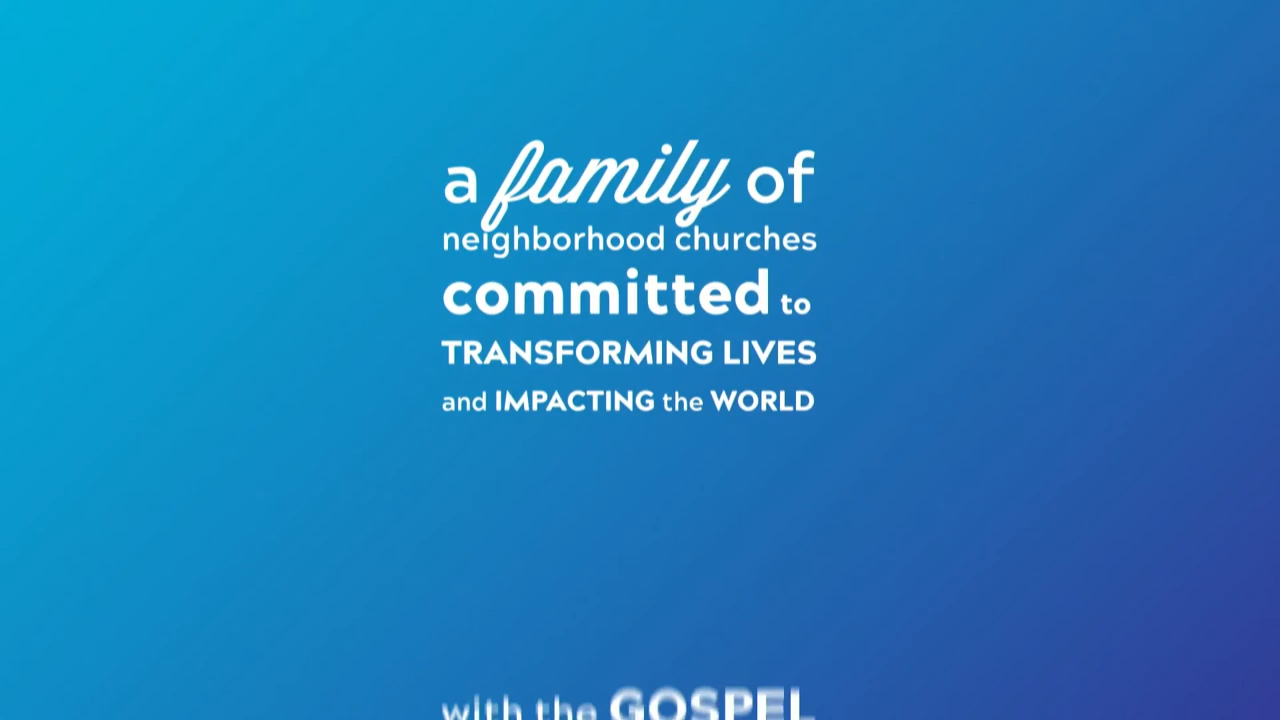 a family of
neighborhood churches
committed to
TRANSFORMING LIVES
and IMPACTING the WORLD
with the GOSPEL